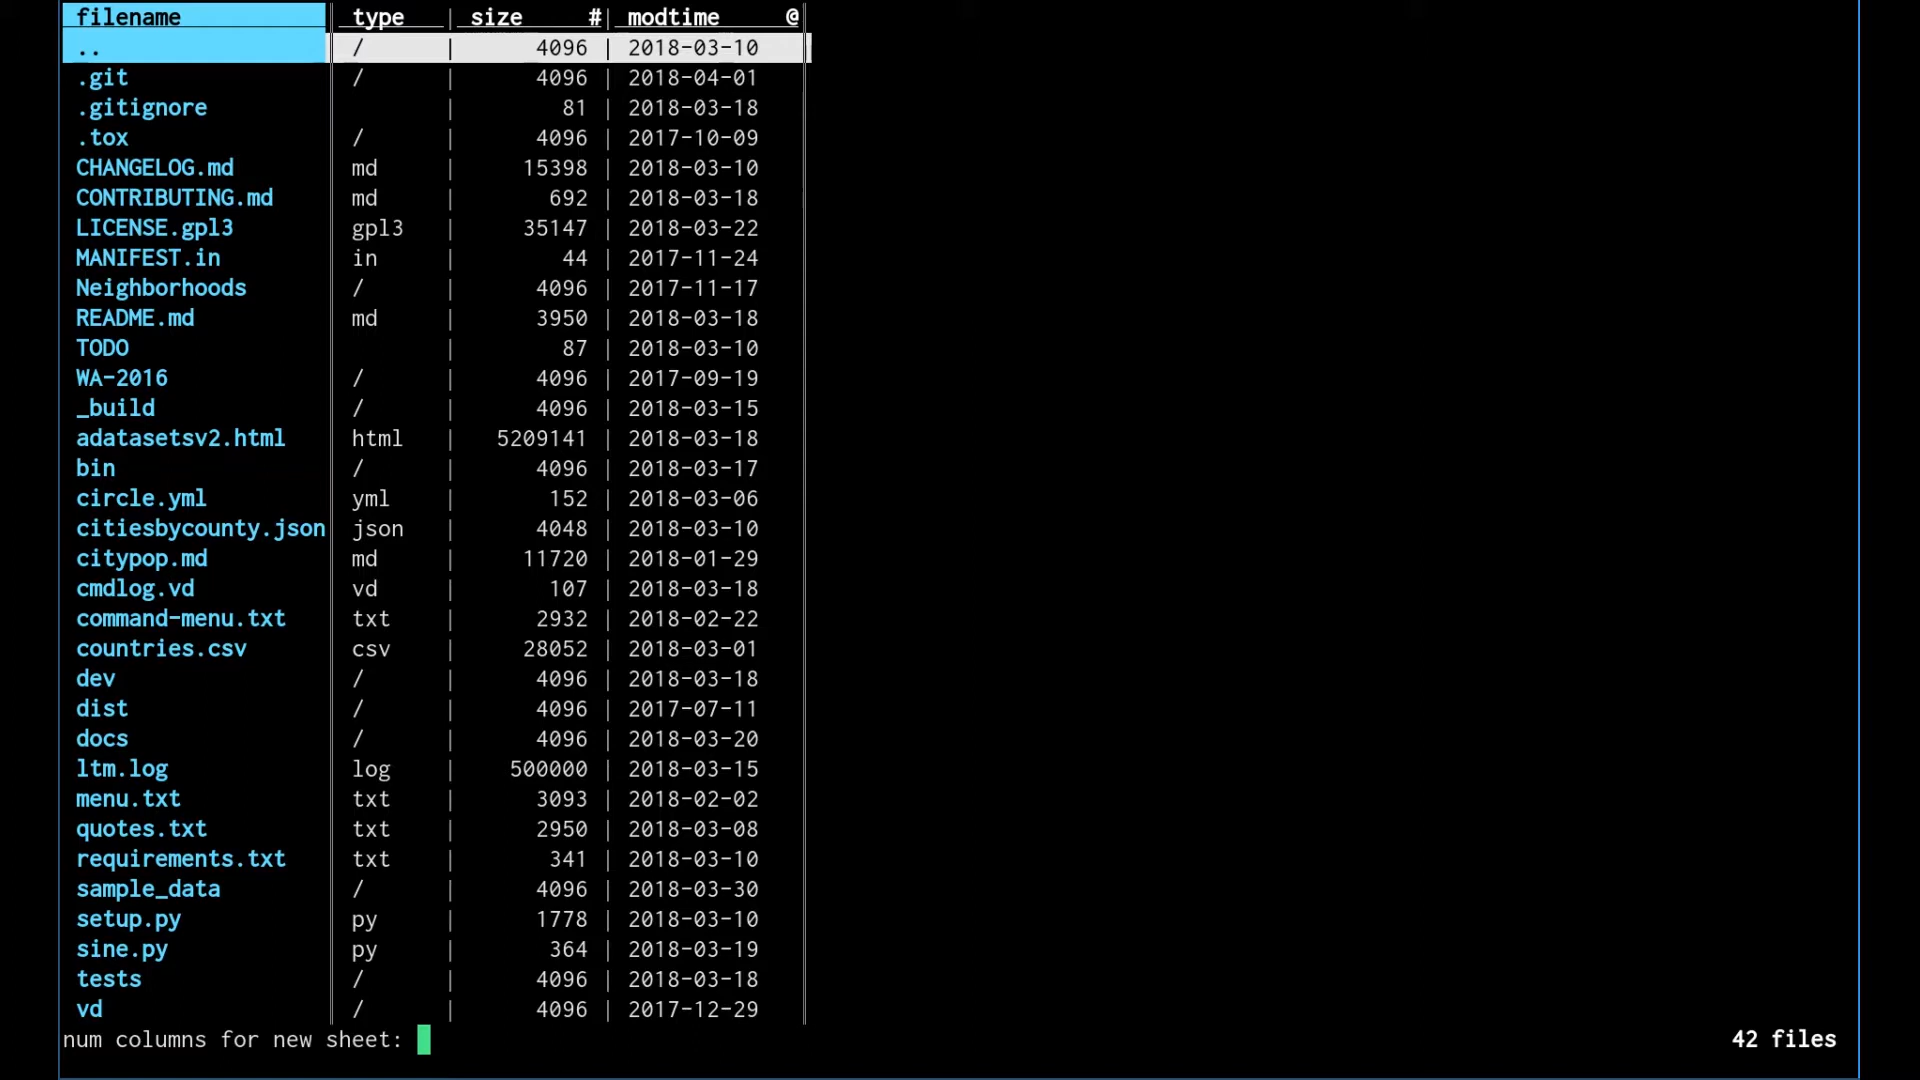 filename | type | size # | modtime @
.. / | 4096 | 2018-03-10
.git / | 4096 | 2018-04-01
.gitignore | 81 | 2018-03-18
.tox / | 4096 | 2017-10-09
CHANGELOG.md md | 15398 | 2018-03-10
CONTRIBUTING.md md | 692 | 2018-03-18
LICENSE.gpl3 gpl3 | 35147 | 2018-03-22
MANIFEST.in in | 44 | 2017-11-24
Neighborhoods / | 4096 | 2017-11-17
README.md md | 3950 | 2018-03-18
TODO | 87 | 2018-03-10
WA-2016 / | 4096 | 2017-09-19
_build / | 4096 | 2018-03-15
adatasetsv2.html html | 5209141 | 2018-03-18
bin / | 4096 | 2018-03-17
circle.yml yml | 152 | 2018-03-06
citiesbycounty.json json | 4048 | 2018-03-10
citypop.md md | 11720 | 2018-01-29
cmdlog.vd vd | 107 | 2018-03-18
command-menu.txt txt | 2932 | 2018-02-22
countries.csv csv | 28052 | 2018-03-01
dev / | 4096 | 2018-03-18
dist / | 4096 | 2017-07-11
docs / | 4096 | 2018-03-20
ltm.log log | 500000 | 2018-03-15
menu.txt txt | 3093 | 2018-02-02
quotes.txt txt | 2950 | 2018-03-08
requirements.txt txt | 341 | 2018-03-10
sample_data / | 4096 | 2018-03-30
setup.py py | 1778 | 2018-03-10
sine.py py | 364 | 2018-03-19
tests / | 4096 | 2018-03-18
vd / | 4096 | 2017-12-29
num columns for new sheet: 42 files